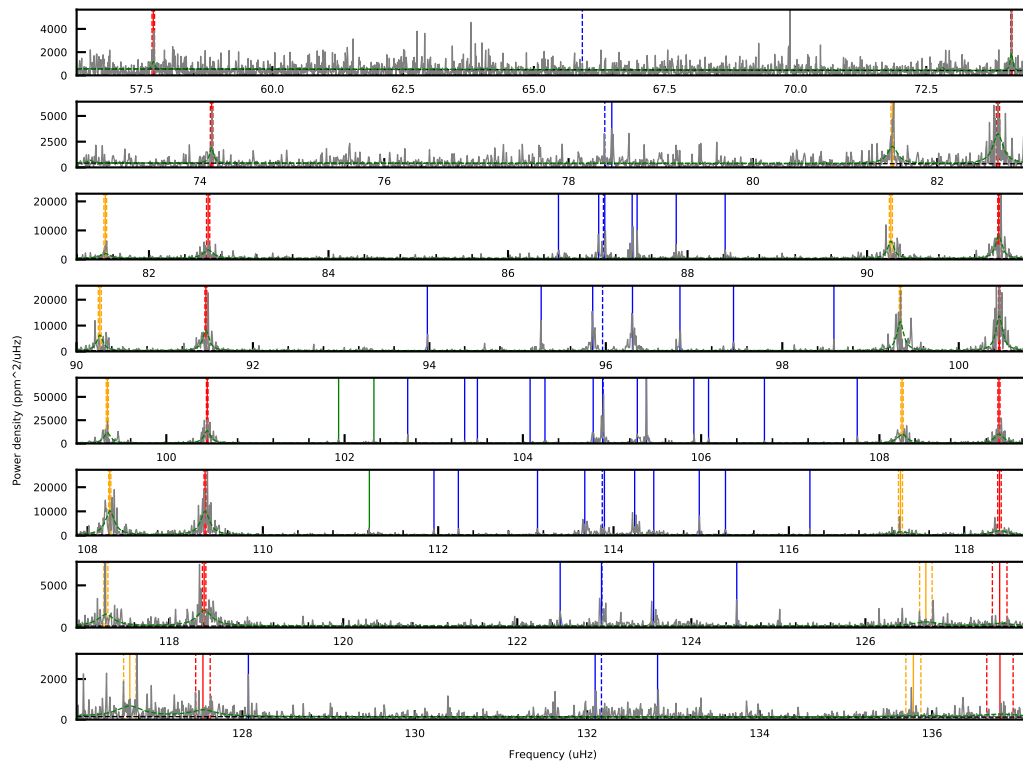 4000
2000
0
57.5 60.0 62.5 65.0 67.5 70.0 72.5
5000
2500
0
74 76 78 80 82
20000
10000
0
82 84 86 88 90
20000
10000
0
90 92 94 96 98 100
50000
25000
0
100 102 104 106 108
20000
10000
0
108 110 112 114 116 118
5000
0
118 120 122 124 126
2000
0
128 130 132 134 136
Power density (ppm^2/uHz)
Frequency (uHz)